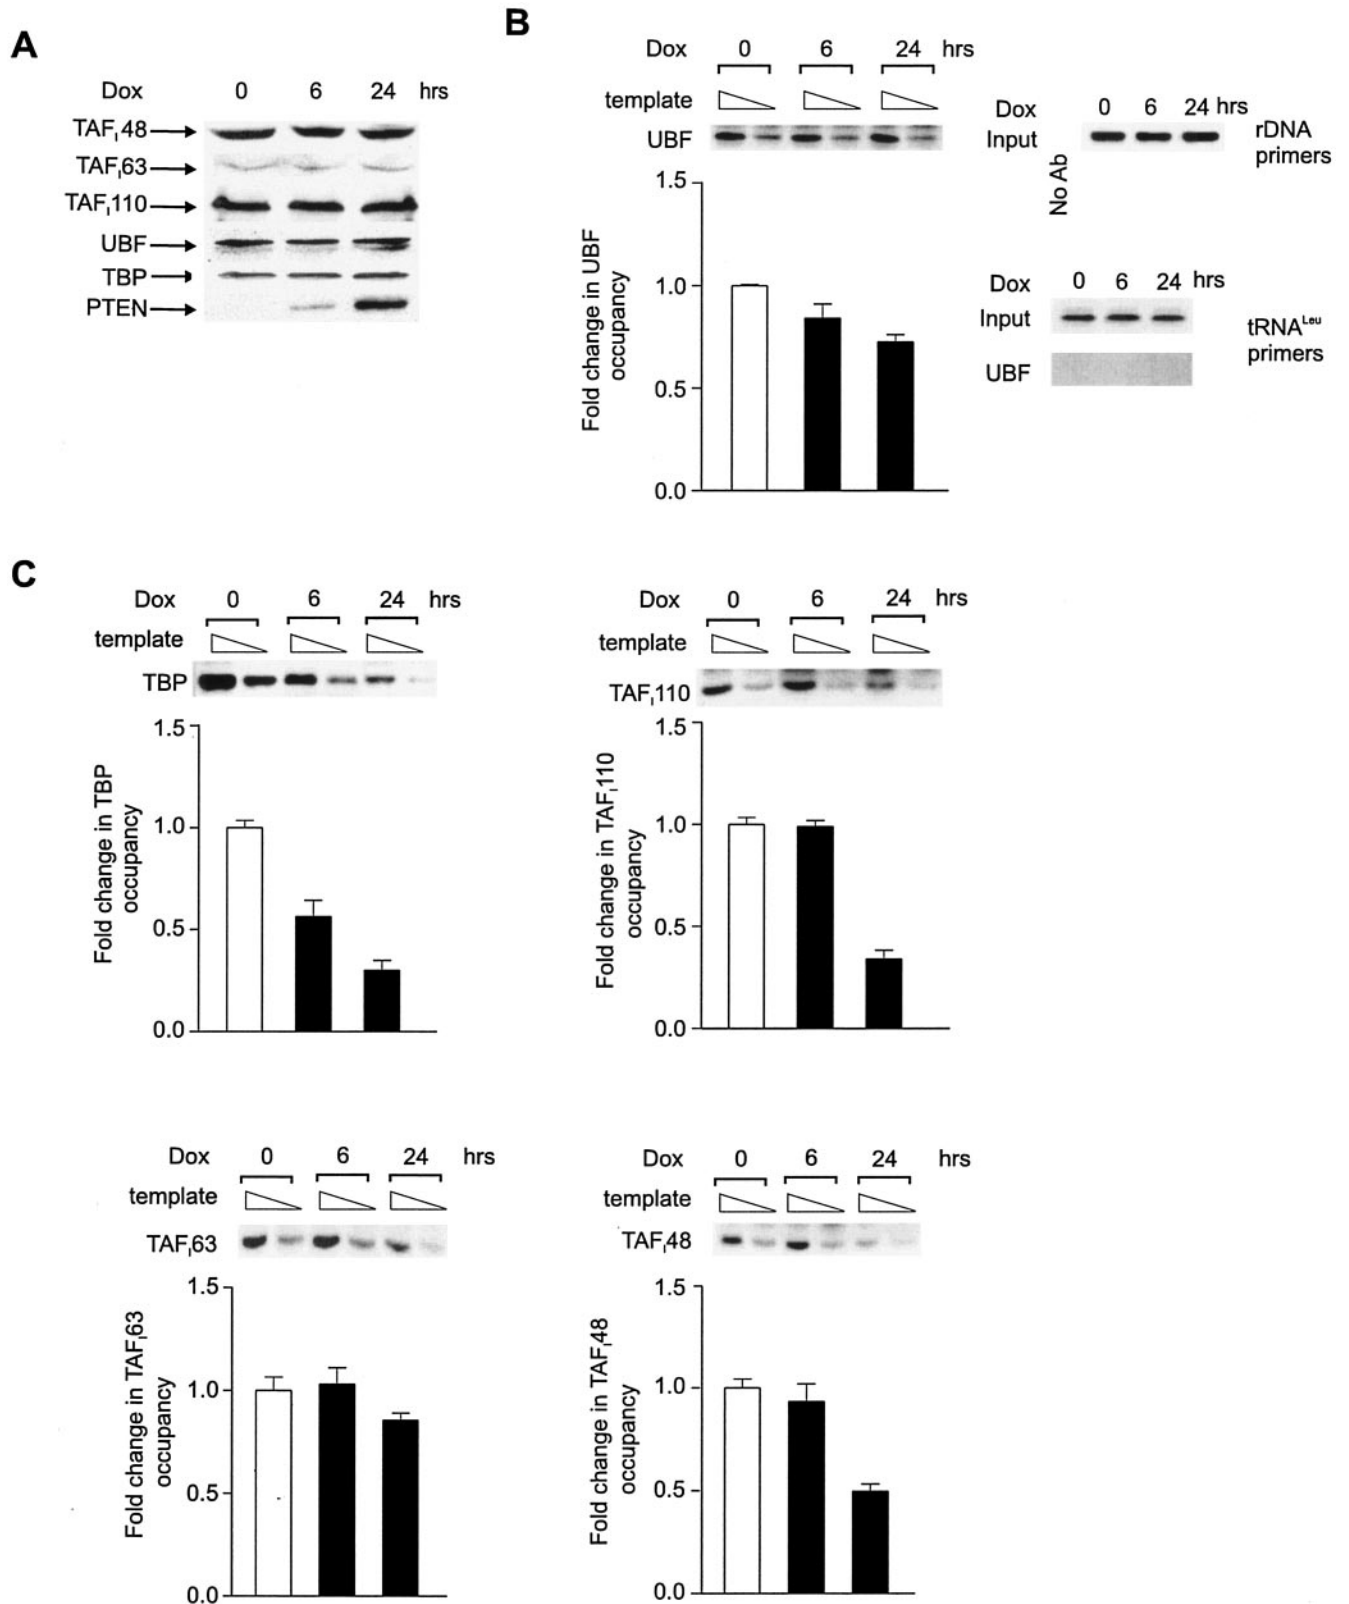 A
Dox 0 6 24 hrs
TAFI48
TAFI63
TAFI110
UBF
TBP
PTEN
B
Dox 0 6 24 hrs
template
UBF
1.5
1.0
0.5
0.0
Fold change in UBF
occupancy
Dox 0 6 24 hrs
Input
No Ab
rDNA
primers
Dox 0 6 24 hrs
Input
UBF
tRNALeu
primers
C
Dox 0 6 24 hrs
template
TBP
1.5
1.0
0.5
0.0
Fold change in TBP
occupancy
Dox 0 6 24 hrs
template
TAFI110
1.5
1.0
0.5
0.0
Fold change in TAFI110
occupancy
Dox 0 6 24 hrs
template
TAFI63
1.5
1.0
0.5
0.0
Fold change in TAFI63
occupancy
Dox 0 6 24 hrs
template
TAFI48
1.5
1.0
0.5
0.0
Fold change in TAFI48
occupancy